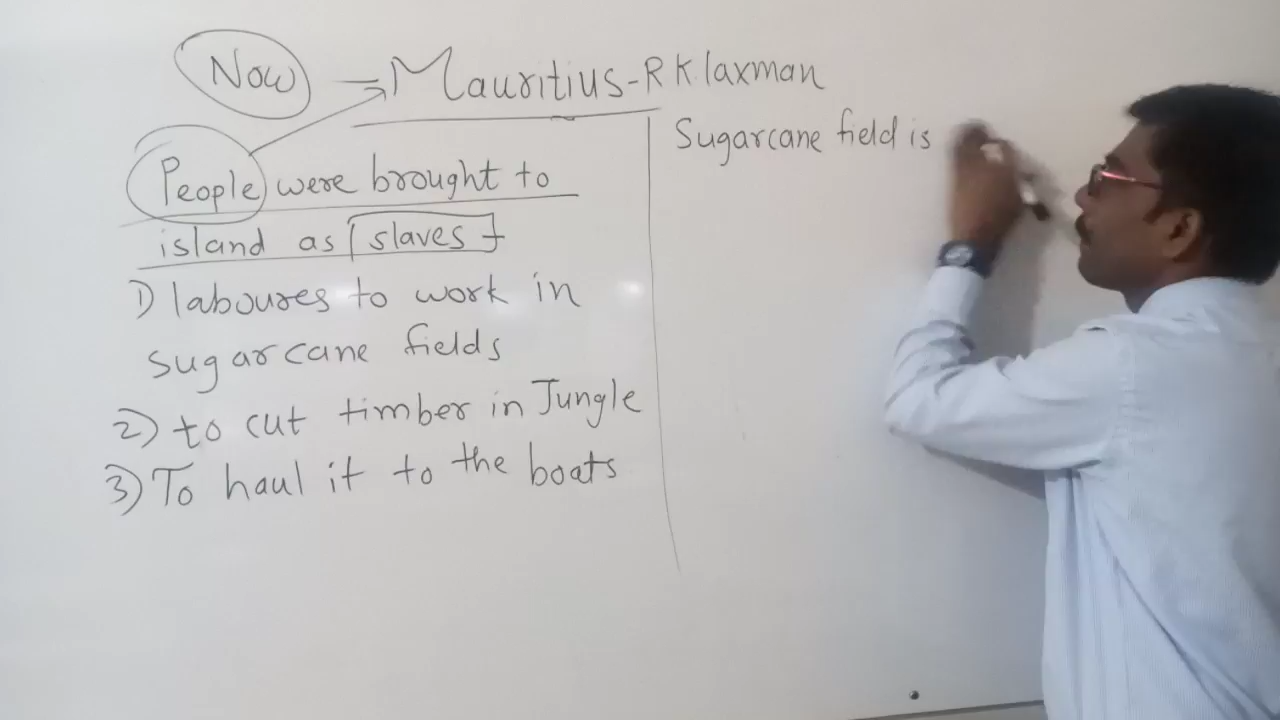 Now → Mauritius - R K laxman
People were brought to
island as slaves
1) laboures to work in
sugarcane fields
2) to cut timber in Jungle
3) To haul it to the boats
Sugarcane field is